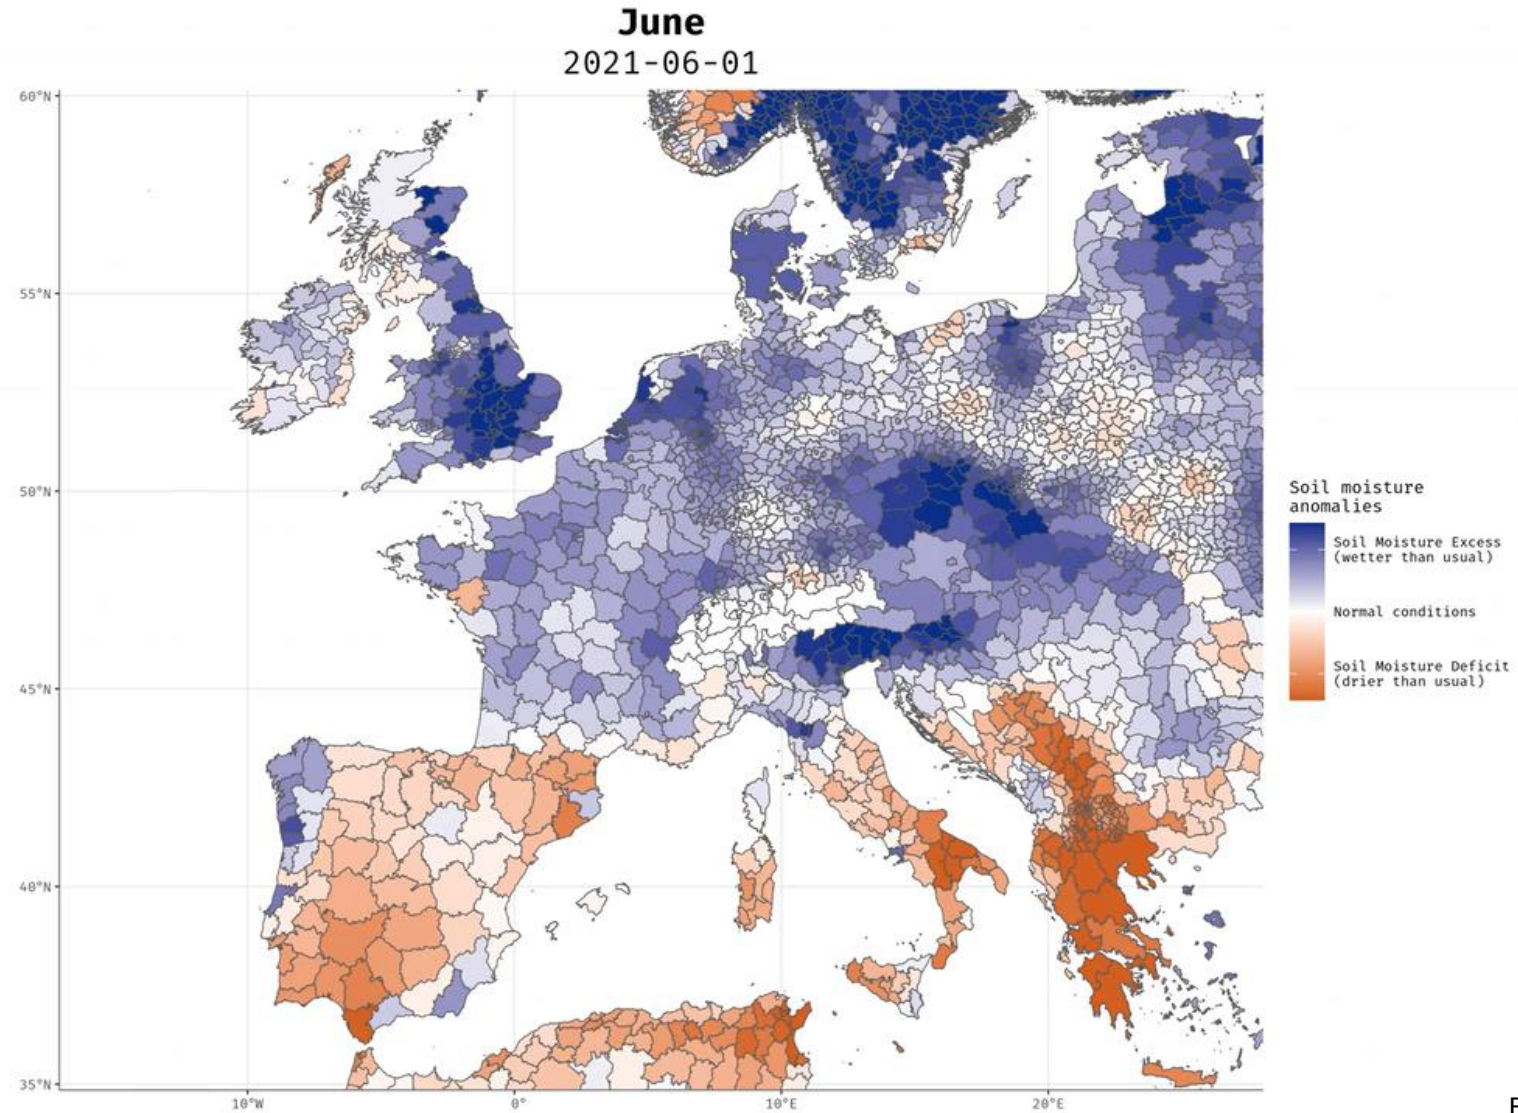 June
2021-06-01
60°N
55°N
50°N
45°N
40°N
35°N
10°W
0°
10°E
20°E
Soil moisture
anomalies
Soil Moisture Excess
(wetter than usual)
Normal conditions
Soil Moisture Deficit
(drier than usual)